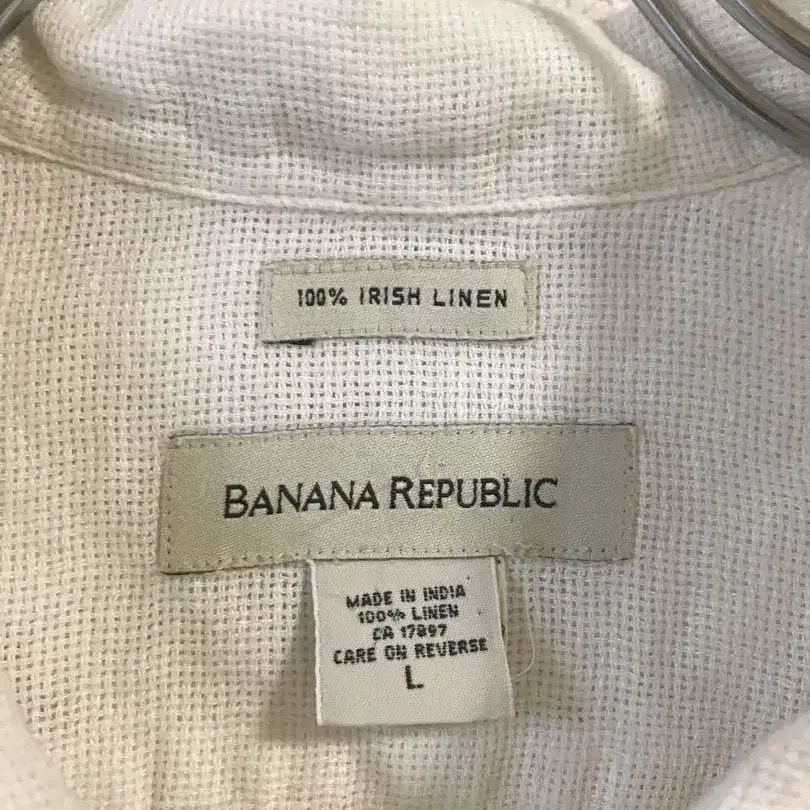 100% IRISH LINEN
BANANA REPUBLIC
MADE IN INDIA
100% LINEN
CA 17897
CARE ON REVERSE
L